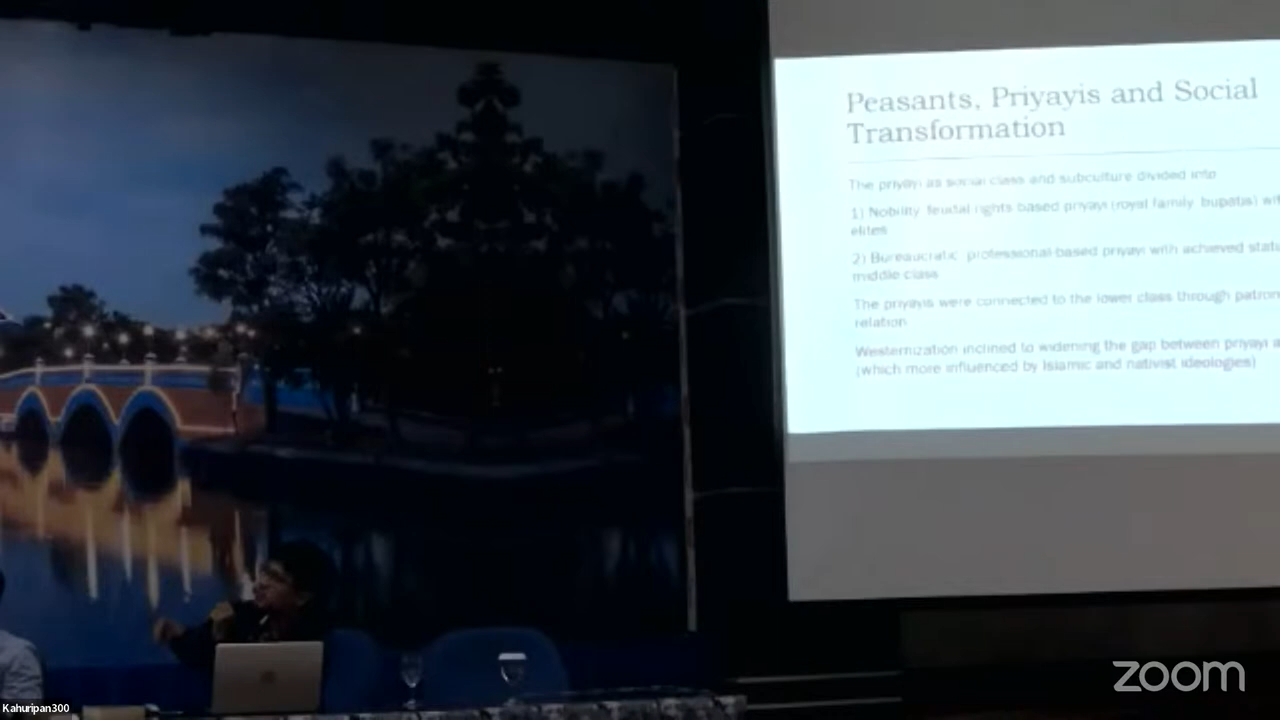 Peasants, Priyayis and Social
Transformation
The priyayi as social class and subculture divided into
1) Nobility feudal rights based priyayi (royal family bupatis)
elites
2) Bureaucratic professional-based priyayi with achieved
middle class
The priyayis were connected to the lower class through
relation
Westernization inclined to widening the gap between priyayi
(which more influenced by Islamic and nativist ideologies)
zoom
Kahuripan300